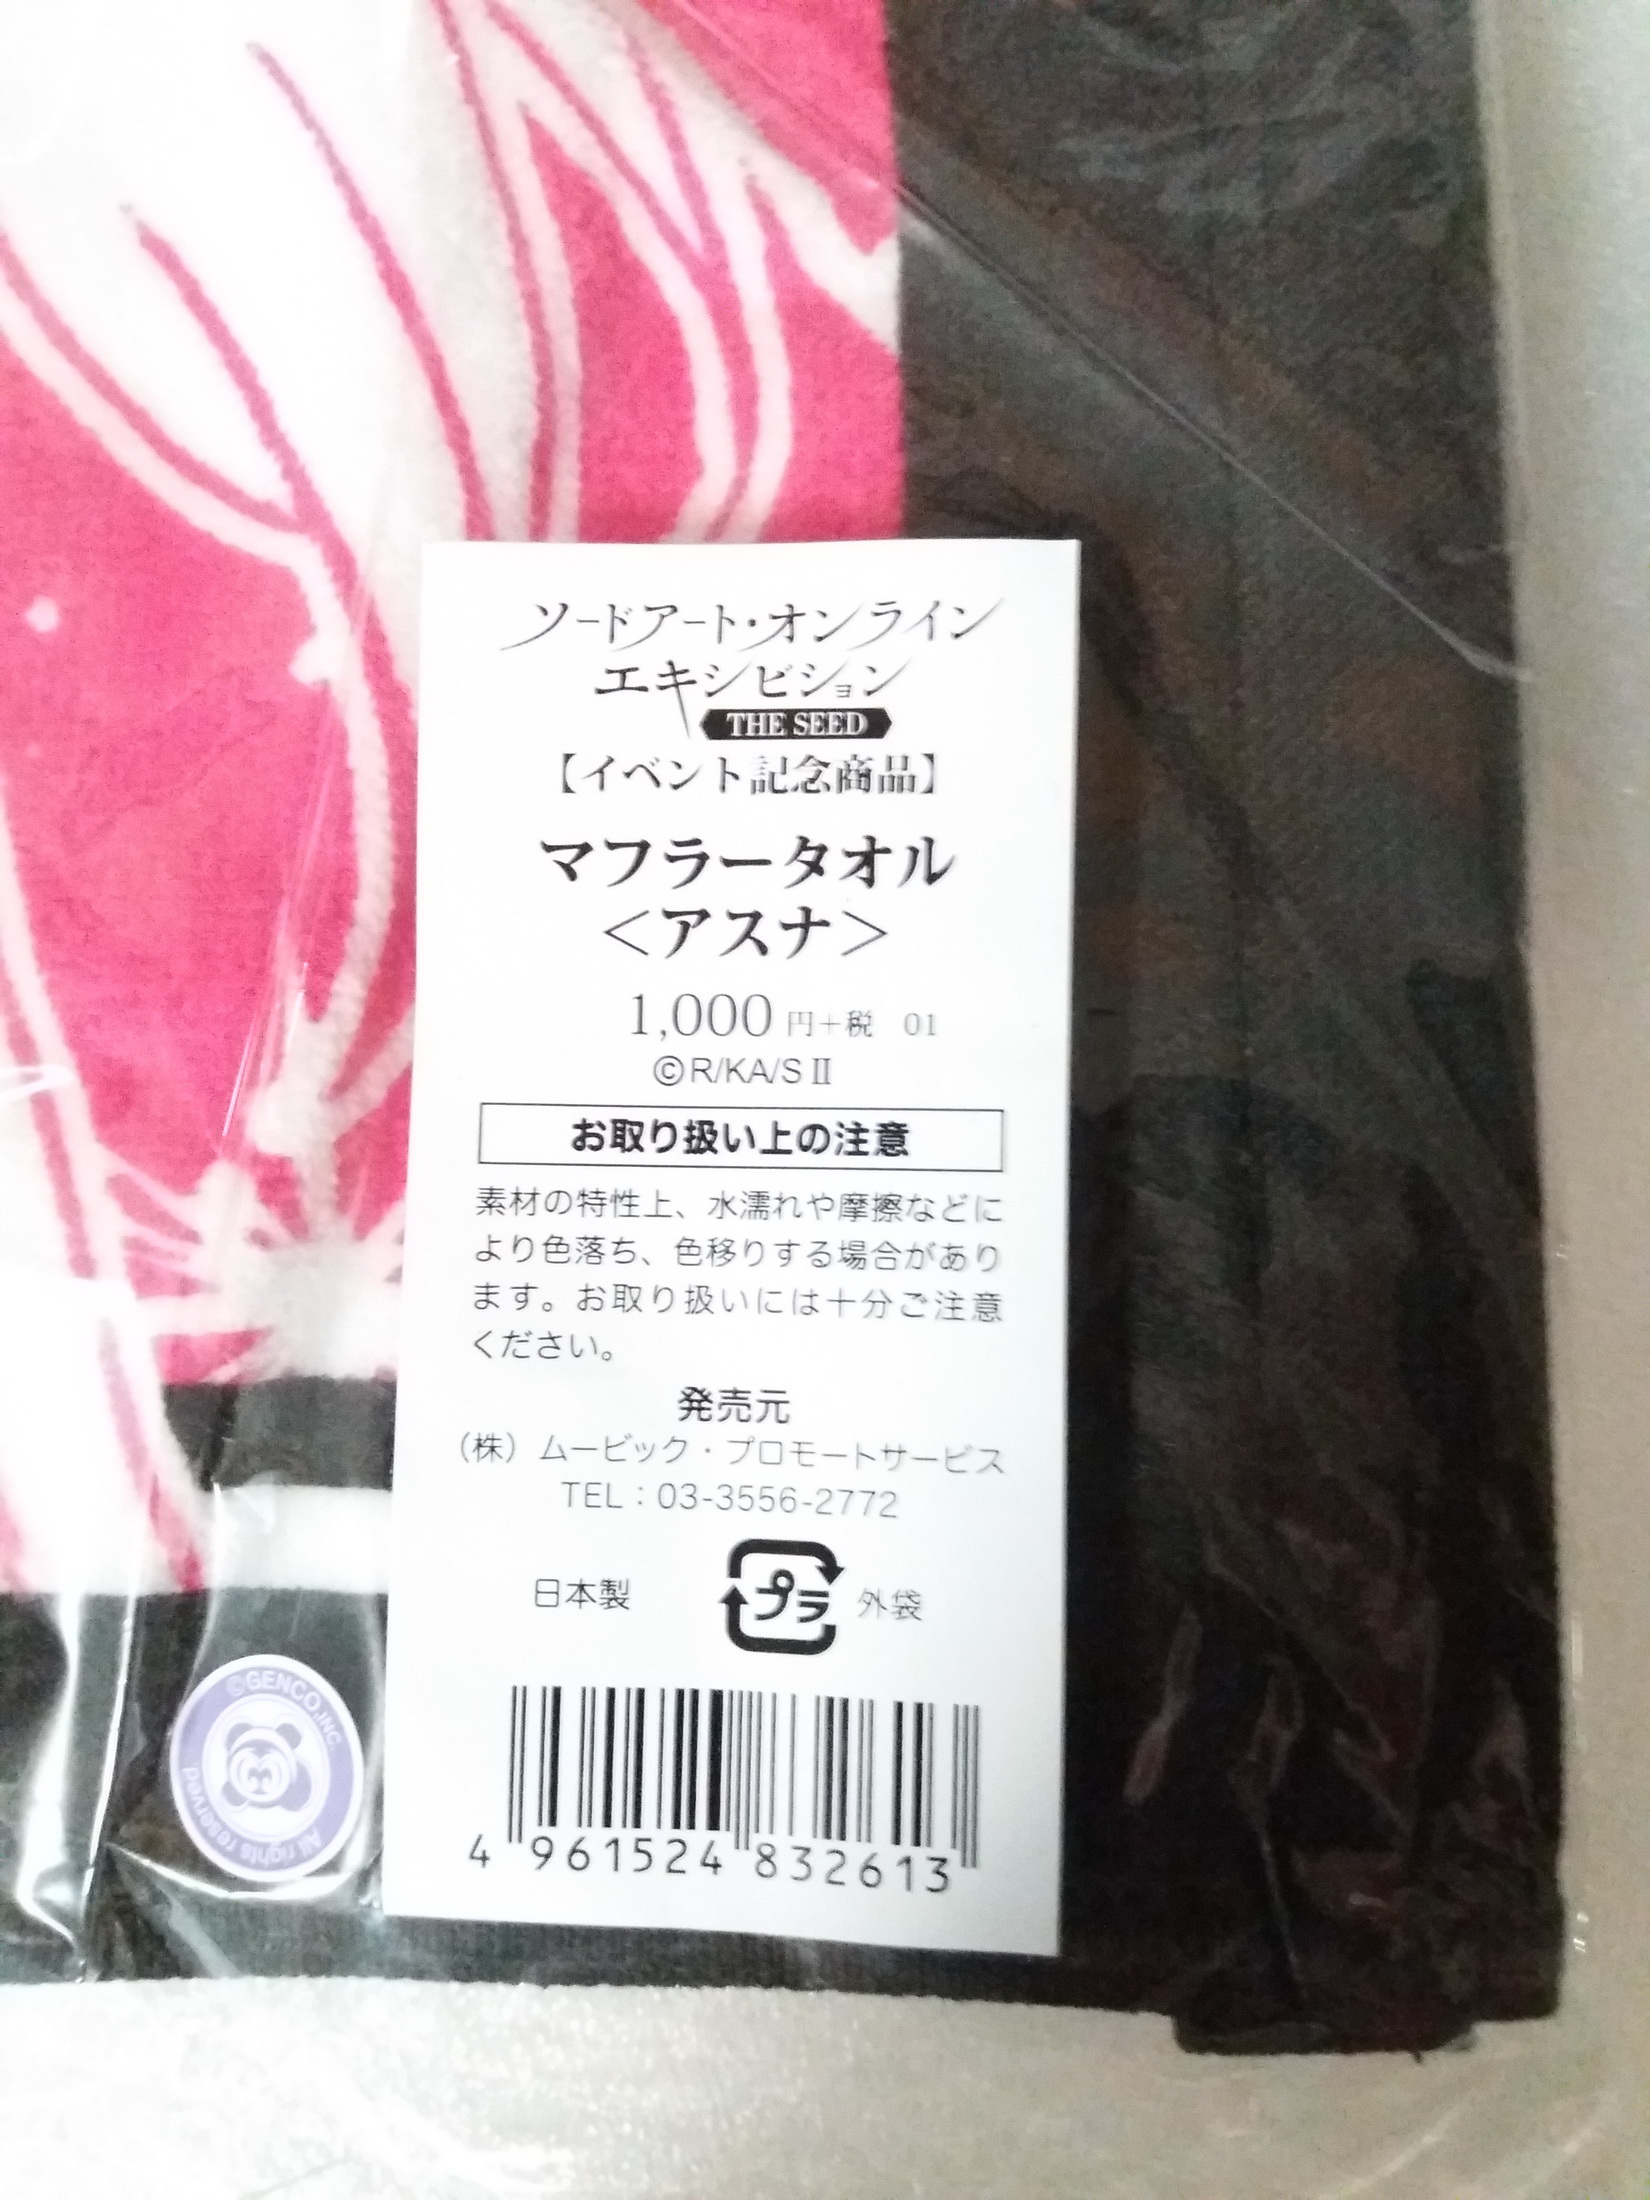 ソードアート・オンライン
エキシビション
THE SEED
【イベント記念商品】
マフラータオル
＜アスナ＞
1,000円＋税 01
©R/KA/SⅡ
お取り扱い上の注意
素材の特性上、水濡れや摩擦などに
より色落ち、色移りする場合があり
ます。お取り扱いには十分ご注意
ください。
発売元
（株）ムービック・プロモートサービス
TEL：03-3556-2772
日本製
プラ 外袋
4 961524 832613
©GENCO,INC.
All rights reserved